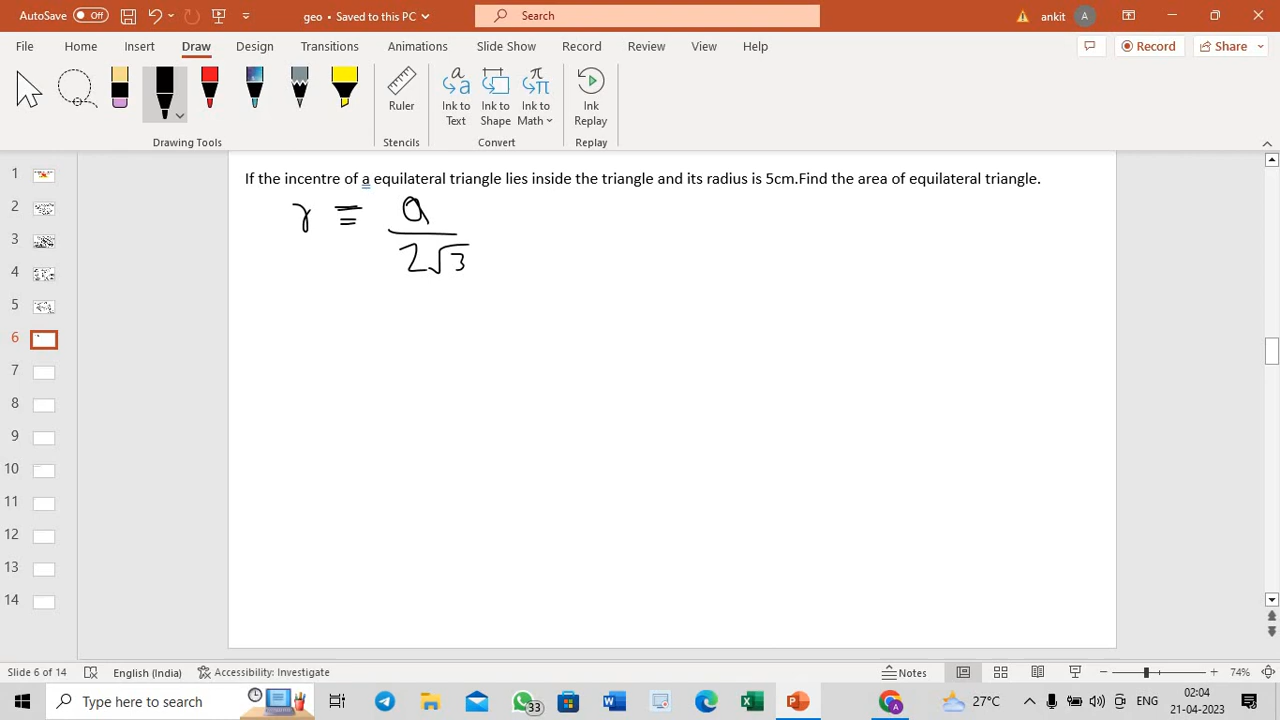 AutoSave Off geo • Saved to this PC Search ankit A
File Home Insert Draw Design Transitions Animations Slide Show Record Review View Help Record Share
Ruler Ink to Text Ink to Shape Ink to Math Ink Replay
Drawing Tools Stencils Convert Replay
If the incentre of a equilateral triangle lies inside the triangle and its radius is 5cm.Find the area of equilateral triangle.
r = a
2√3
1
2
3
4
5
6
7
8
9
10
11
12
13
14
Slide 6 of 14 English (India) Accessibility: Investigate Notes 74%
Type here to search 33 27°C ENG 02:04
21-04-2023